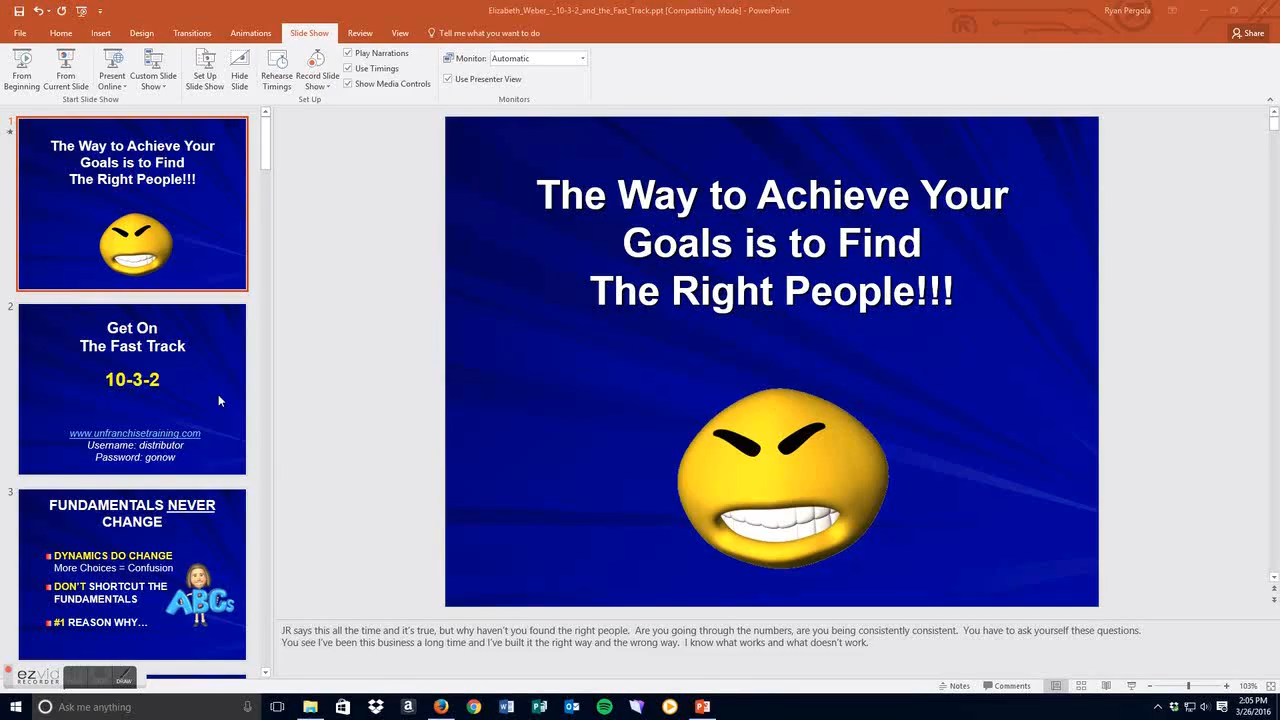 Elizabeth_Weber_-_10-3-2_and_the_Fast_Track.ppt [Compatibility Mode] - PowerPoint
Ryan Pergola
File Home Insert Design Transitions Animations Slide Show Review View Tell me what you want to do
Share
From Beginning
From Current Slide
Present Online
Custom Slide Show
Set Up Slide Show
Hide Slide
Rehearse Timings
Record Slide Show
Play Narrations
Use Timings
Show Media Controls
Monitor: Automatic
Use Presenter View
Start Slide Show
Set Up
Monitors
1
The Way to Achieve Your
Goals is to Find
The Right People!!!
2
Get On
The Fast Track
10-3-2
www.unfranchisetraining.com
Username: distributor
Password: gonow
3
FUNDAMENTALS NEVER
CHANGE
DYNAMICS DO CHANGE
More Choices = Confusion
DON'T SHORTCUT THE
FUNDAMENTALS
#1 REASON WHY…
ABCs
The Way to Achieve Your
Goals is to Find
The Right People!!!
JR says this all the time and it's true, but why haven't you found the right people. Are you going through the numbers, are you being consistently consistent. You have to ask yourself these questions.
You see I've been this business a long time and I've built it the right way and the wrong way. I know what works and what doesn't work.
ezvid
RECORDER
DRAW
Notes Comments 103%
Ask me anything
2:05 PM
3/26/2016